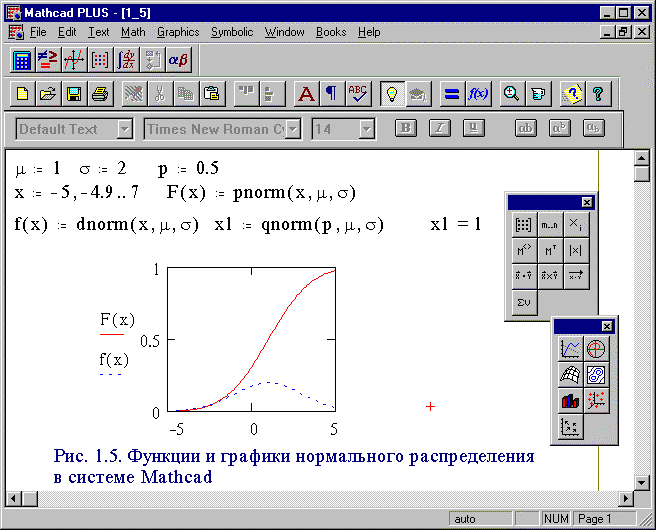 Mathcad PLUS - [1_5]
File Edit Text Math Graphics Symbolic Window Books Help
Default Text Times New Roman Cy 14 B I u
μ := 1 σ := 2 p := 0.5
x := -5, -4.9 .. 7 F(x) := pnorm(x, μ, σ)
f(x) := dnorm(x, μ, σ) x1 := qnorm(p, μ, σ) x1 = 1
1
F(x)
0.5
f(x)
0
-5 0 5
Рис. 1.5. Функции и графики нормального распределения
в системе Mathcad
auto NUM Page 1